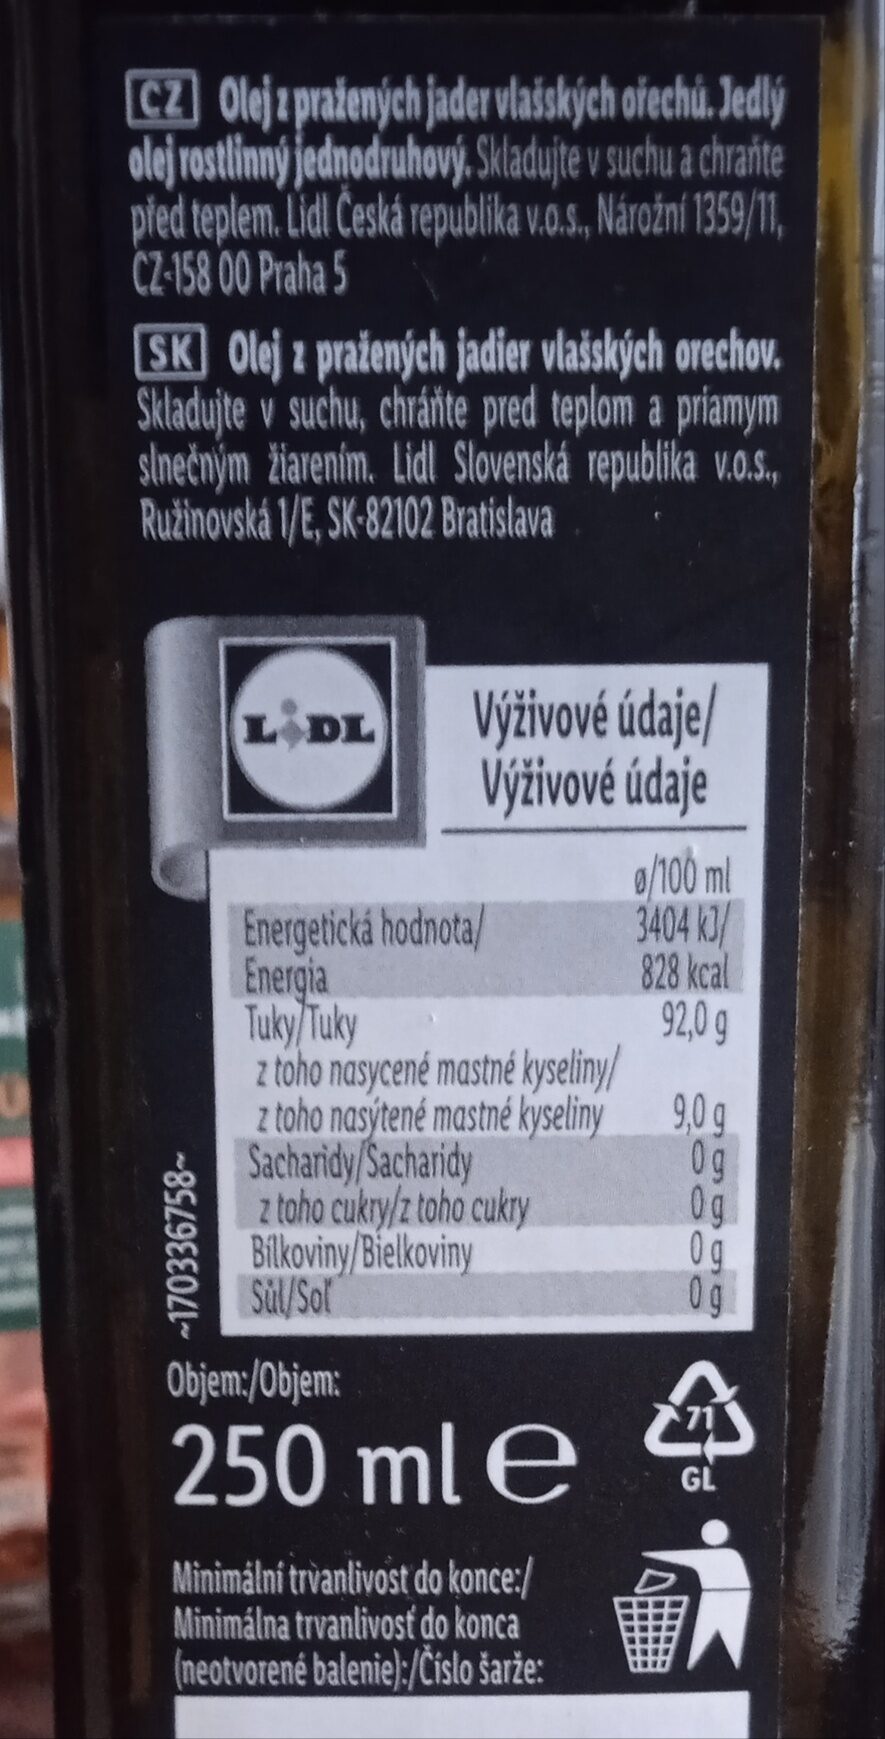 CZ Olej z pražených jader vlašských ořechů. Jedlý
olej rostlinný jednodruhový. Skladujte v suchu a chraňte
před teplem. Lidl Česká republika v.o.s., Nárožní 1359/11,
CZ-158 00 Praha 5
SK Olej z pražených jadier vlašských orechov.
Skladujte v suchu, chráňte pred teplom a priamym
slnečným žiarením. Lidl Slovenská republika v.o.s.,
Ružinovská 1/E, SK-82102 Bratislava
LIDL
Výživové údaje/
Výživové údaje
ø/100 ml
Energetická hodnota/ 3404 kJ/
Energia 828 kcal
Tuky/Tuky 92,0 g
z toho nasycené mastné kyseliny/
z toho nasýtené mastné kyseliny 9,0 g
Sacharidy/Sacharidy 0 g
z toho cukry/z toho cukry 0 g
Bílkoviny/Bielkoviny 0 g
Sůl/Soľ 0 g
~170336758~
Objem:/Objem:
250 ml e
71
GL
Minimální trvanlivost do konce:/
Minimálna trvanlivosť do konca
(neotvorené balenie):/Číslo šarže: